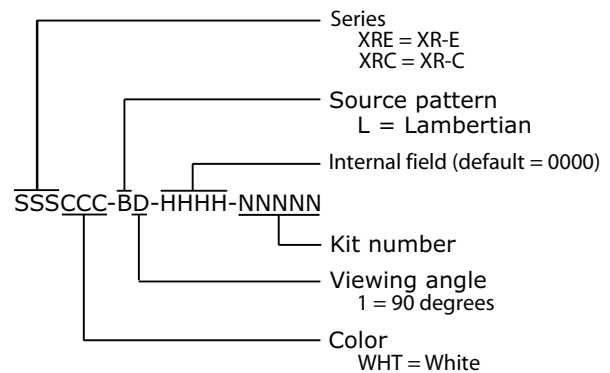 Series
XRE = XR-E
XRC = XR-C
Source pattern
L = Lambertian
Internal field (default = 0000)
SSSCCC-BD-HHHH-NNNNN
Kit number
Viewing angle
1 = 90 degrees
Color
WHT = White